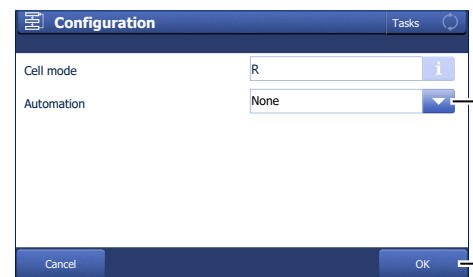 Configuration
Tasks
Cell mode
R
i
Automation
None
Cancel
OK